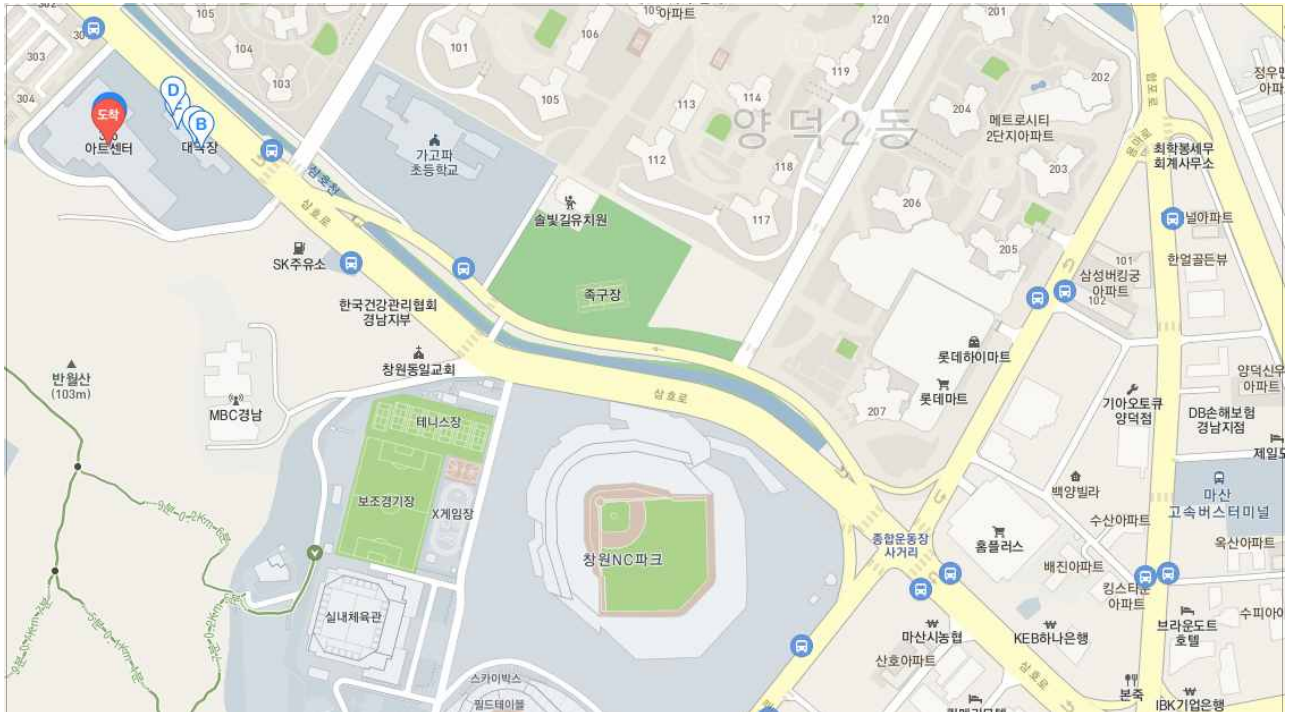 302
303
304
105
104
103
101
106
105
아파트
120
201
202
119
114
113
112
118
117
204
203
206
205
207
양덕2동
메트로시티
2단지아파트
D
B
도착
아트센터
대국장
가고파
초등학교
삼호천
삼호로
솔빛길유치원
족구장
SK주유소
한국건강관리협회
경남지부
창원동일교회
반월산
(103m)
MBC경남
테니스장
보조경기장
X게임장
실내체육관
창원NC파크
스카이박스
필드테이블
삼호로
종합운동장
사거리
홈플러스
롯데하이마트
롯데마트
최학봉세무
회계사무소
널아파트
한얼골든뷰
101
삼성버킹궁
아파트
102
기아오토큐
양덕점
양덕신우
아파트
DB손해보험
경남지점
마산
고속버스터미널
백양빌라
수산아파트
옥산아파트
배진아파트
킹스타운
아파트
브라운도트
호텔
KEB하나은행
마산시농협
산호아파트
삼호로
본죽
IBK기업은행